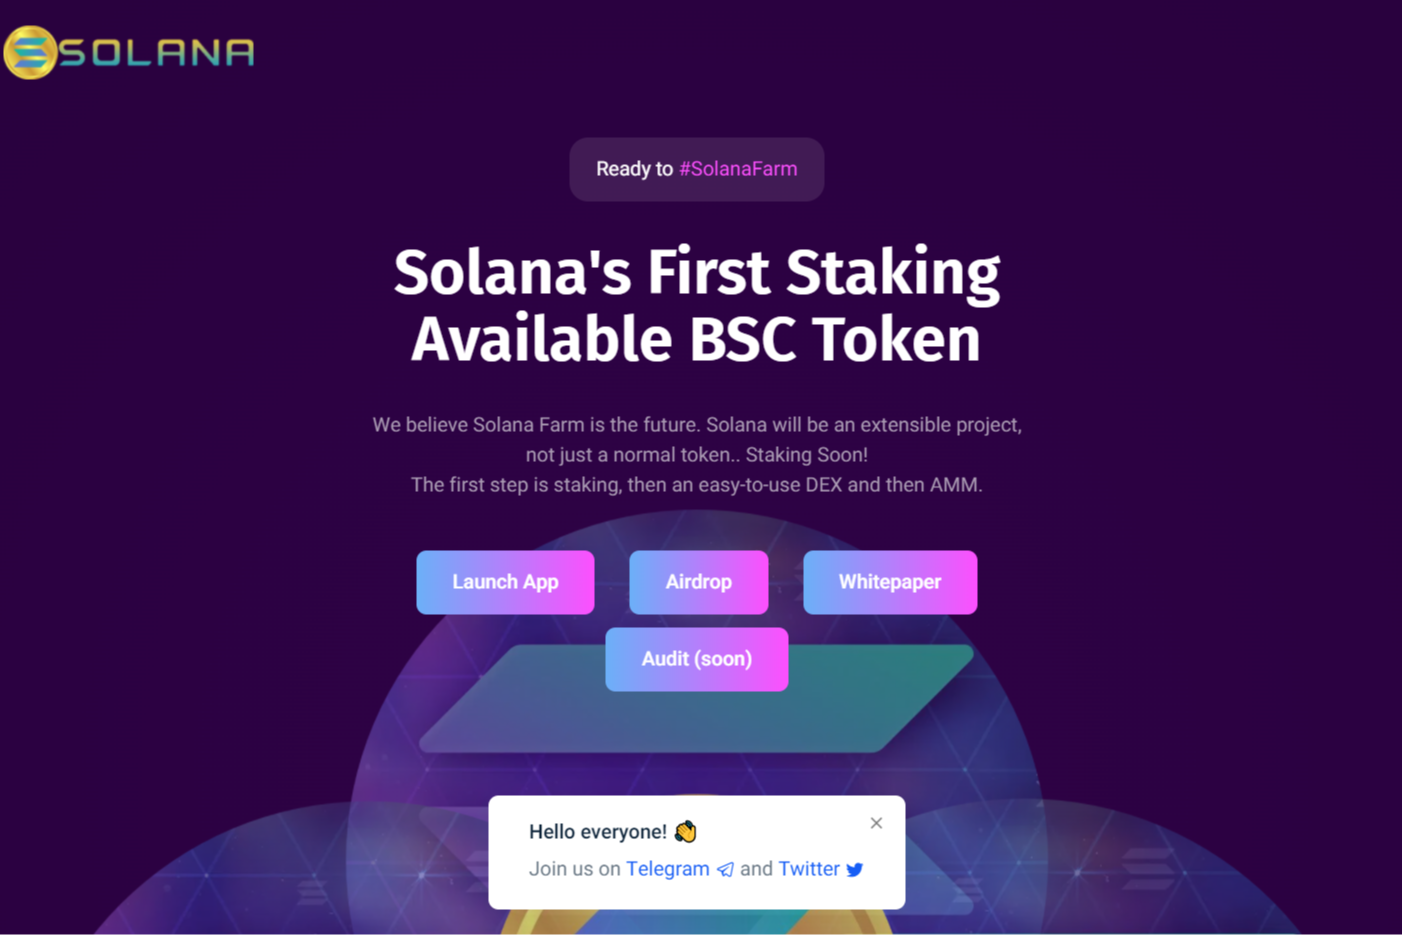 SOLANA
Ready to #SolanaFarm
Solana's First Staking
Available BSC Token
We believe Solana Farm is the future. Solana will be an extensible project,
not just a normal token.. Staking Soon!
The first step is staking, then an easy-to-use DEX and then AMM.
Launch App
Airdrop
Whitepaper
Audit (soon)
Hello everyone! 👏
Join us on Telegram and Twitter